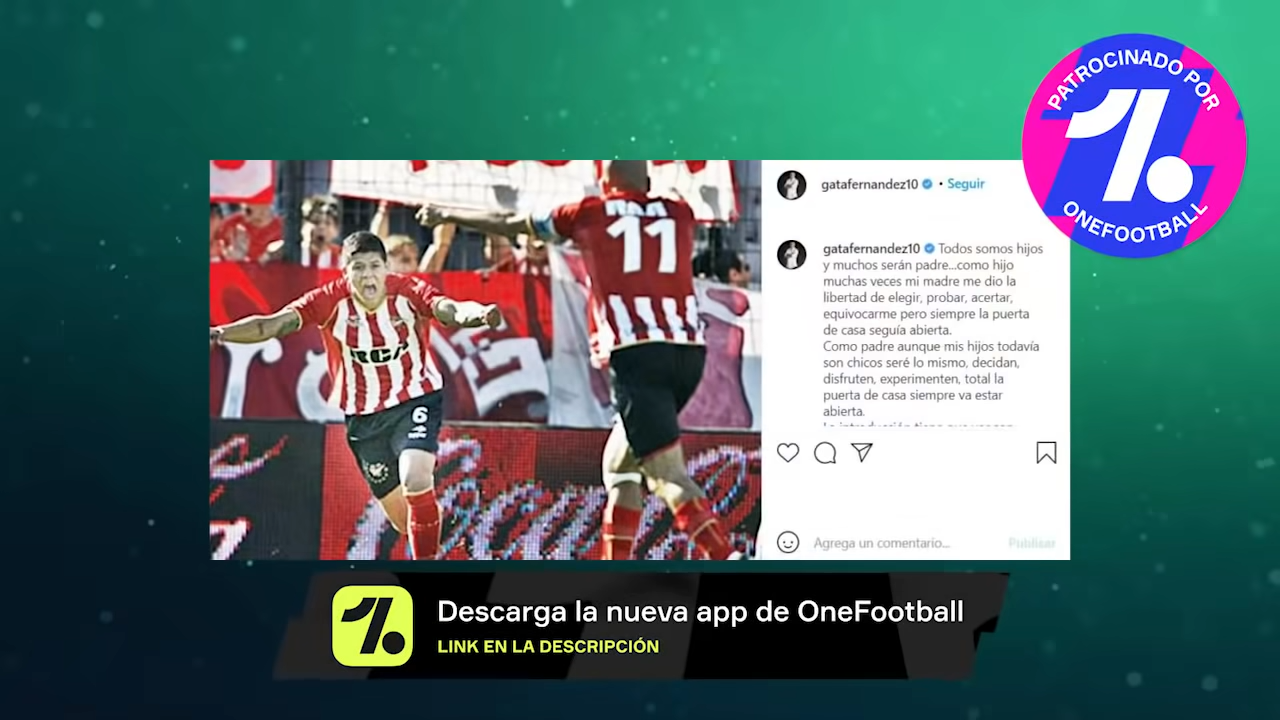 PATROCINADO POR
ONEFOOTBALL
gatafernandez10 • Seguir
gatafernandez10 Todos somos hijos
y muchos serán padre...como hijo
muchas veces mi madre me dio la
libertad de elegir, probar, acertar,
equivocarme pero siempre la puerta
de casa seguía abierta.
Como padre aunque mis hijos todavía
son chicos seré lo mismo, decidan,
disfruten, experimenten, total la
puerta de casa siempre va estar
abierta.
11
RCA
6
Coca-Cola
Agrega un comentario... Publicar
Descarga la nueva app de OneFootball
LINK EN LA DESCRIPCIÓN